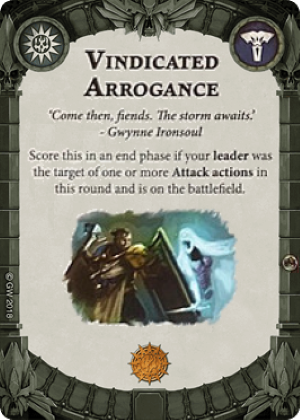 VINDICATED
ARROGANCE
'Come then, fiends. The storm awaits.'
- Gwynne Ironsoul
Score this in an end phase if your leader was
the target of one or more Attack actions in
this round and is on the battlefield.
© GW 2018